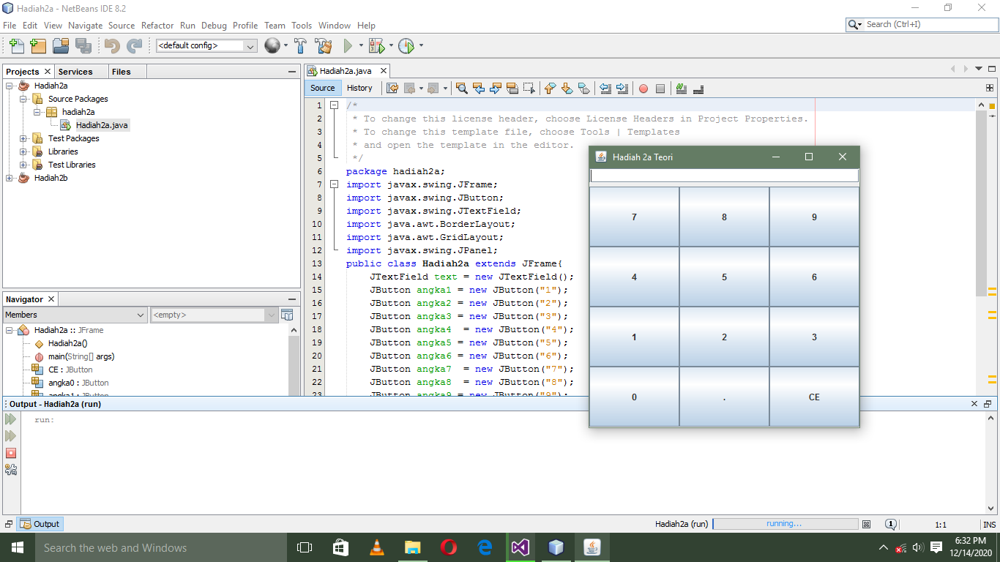 Hadiah2a - NetBeans IDE 8.2
File Edit View Navigate Source Refactor Run Debug Profile Team Tools Window Help
Search (Ctrl+I)
<default config>
Projects Services Files
Hadiah2a
Source Packages
hadiah2a
Hadiah2a.java
Test Packages
Libraries
Test Libraries
Hadiah2b
Navigator
Members
<empty>
Hadiah2a :: JFrame
Hadiah2a()
main(String[] args)
CE : JButton
angka0 : JButton
angka1 : JButton
Hadiah2a.java
Source History
1 /*
2 * To change this license header, choose License Headers in Project Properties.
3 * To change this template file, choose Tools | Templates
4 * and open the template in the editor.
5 */
6 package hadiah2a;
7 import javax.swing.JFrame;
8 import javax.swing.JButton;
9 import javax.swing.JTextField;
10 import java.awt.BorderLayout;
11 import java.awt.GridLayout;
12 import javax.swing.JPanel;
13 public class Hadiah2a extends JFrame{
14 JTextField text = new JTextField();
15 JButton angka1 = new JButton("1");
16 JButton angka2 = new JButton("2");
17 JButton angka3 = new JButton("3");
18 JButton angka4  = new JButton("4");
19 JButton angka5 = new JButton("5");
20 JButton angka6 = new JButton("6");
21 JButton angka7  = new JButton("7");
22 JButton angka8  = new JButton("8");
23 JButton angka9 = new JButton("9");
Hadiah 2a Teori
7 8 9
4 5 6
1 2 3
0 . CE
Output - Hadiah2a (run)
run:
Output
Hadiah2a (run) running... 1 1:1 INS
Search the web and Windows
6:32 PM
12/14/2020